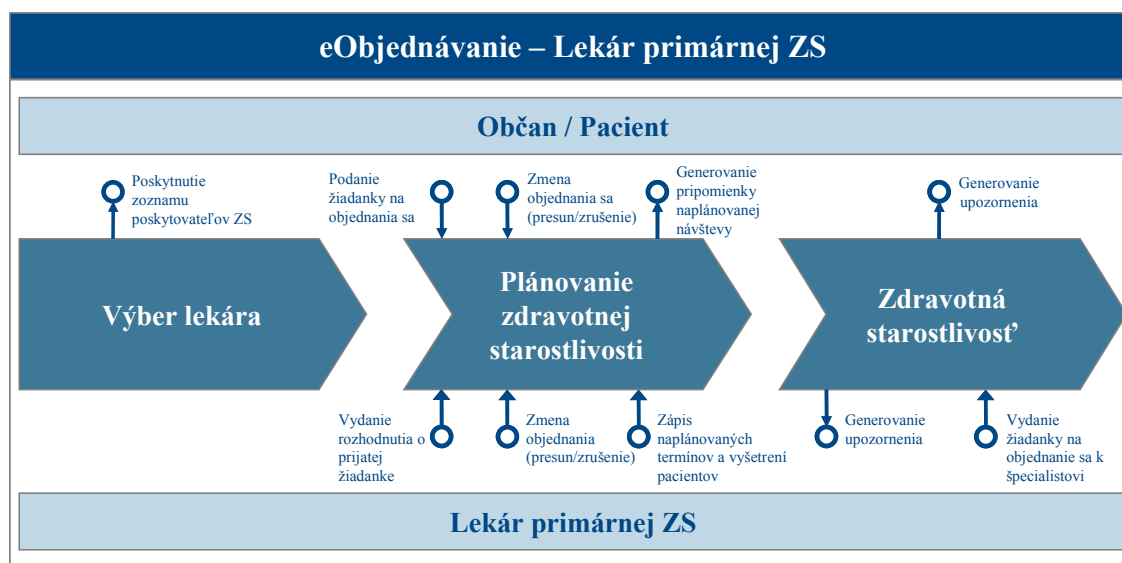 eObjednávanie – Lekár primárnej ZS
Občan / Pacient
Poskytnutie
zoznamu
poskytovateľov ZS
Podanie
žiadanky na
objednania sa
Zmena
objednania sa
(presun/zrušenie)
Generovanie
pripomienky
naplánovanej
návštevy
Generovanie
upozornenia
Výber lekára
Plánovanie
zdravotnej
starostlivosti
Zdravotná
starostlivosť
Vydanie
rozhodnutia o
prijatej
žiadanke
Zmena
objednania
(presun/zrušenie)
Zápis
naplánovaných
termínov a vyšetrení
pacientov
Generovanie
upozornenia
Vydanie
žiadanky na
objednanie sa k
špecialistovi
Lekár primárnej ZS